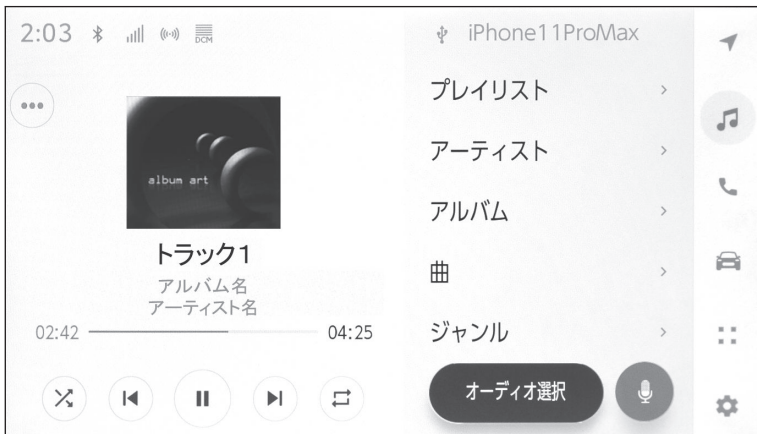 2:03
DCM
album art
トラック1
アルバム名
アーティスト名
02:42
04:25
iPhone11ProMax
プレイリスト
アーティスト
アルバム
曲
ジャンル
オーディオ選択